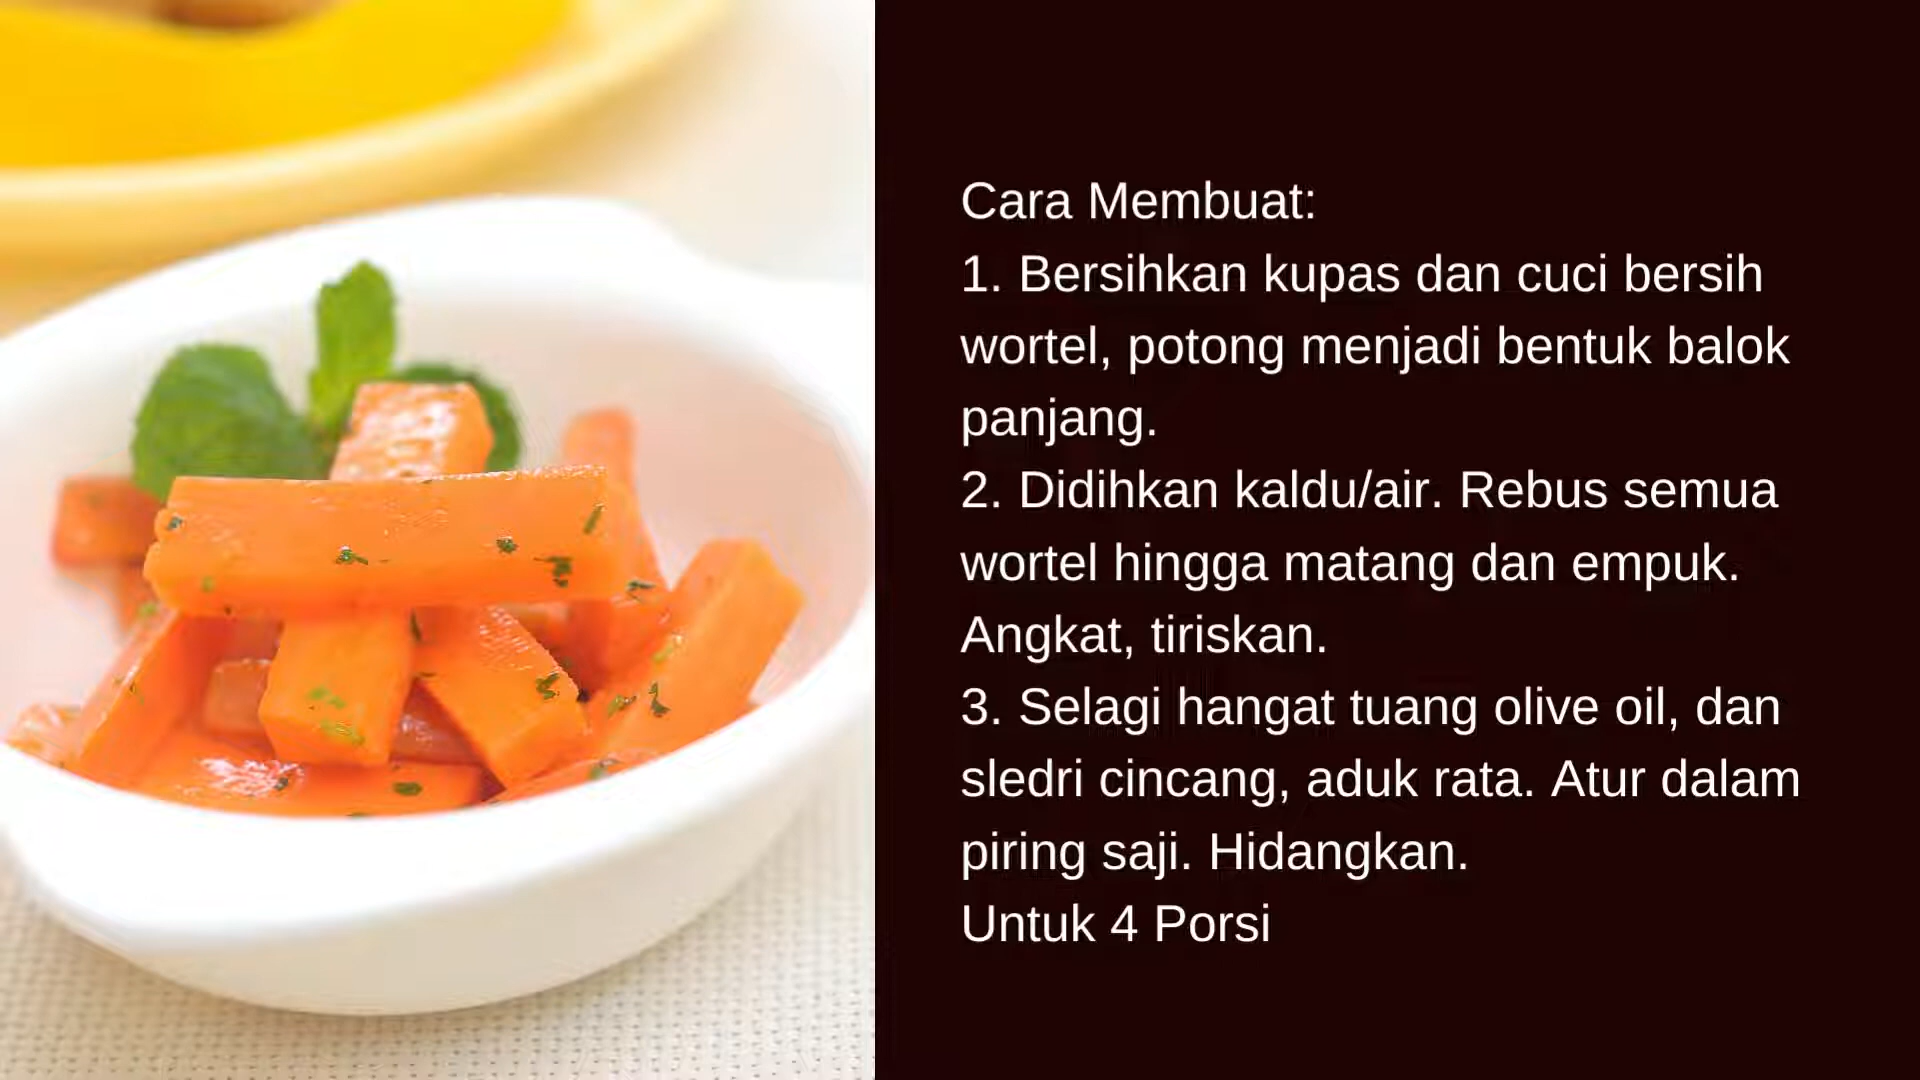 Cara Membuat:
1. Bersihkan kupas dan cuci bersih
wortel, potong menjadi bentuk balok
panjang.
2. Didihkan kaldu/air. Rebus semua
wortel hingga matang dan empuk.
Angkat, tiriskan.
3. Selagi hangat tuang olive oil, dan
sledri cincang, aduk rata. Atur dalam
piring saji. Hidangkan.
Untuk 4 Porsi